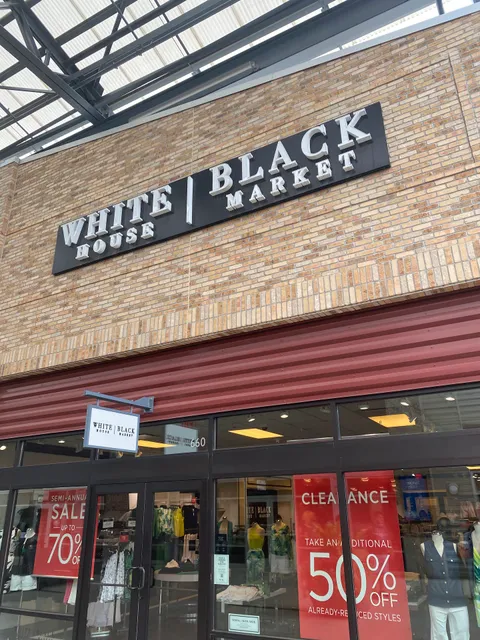 WHITE | BLACK
HOUSE MARKET
WHITE | BLACK
HOUSE MARKET
660
SEMI-ANNUAL
SALE
UP TO
70%
CLEARANCE
TAKE AN ADDITIONAL
50%
OFF
ALREADY-REDUCED STYLES